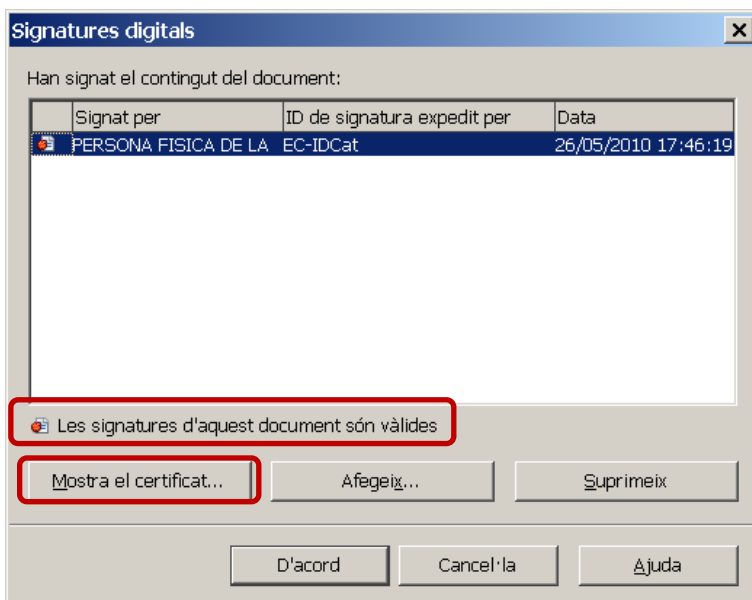 Signatures digitals
Han signat el contingut del document:
Signat per ID de signatura expedit per Data
PERSONA FISICA DE LA EC-IDCat 26/05/2010 17:46:19
Les signatures d'aquest document són vàlides
Mostra el certificat... Afegeix... Suprimeix
D'acord Cancel·la Ajuda